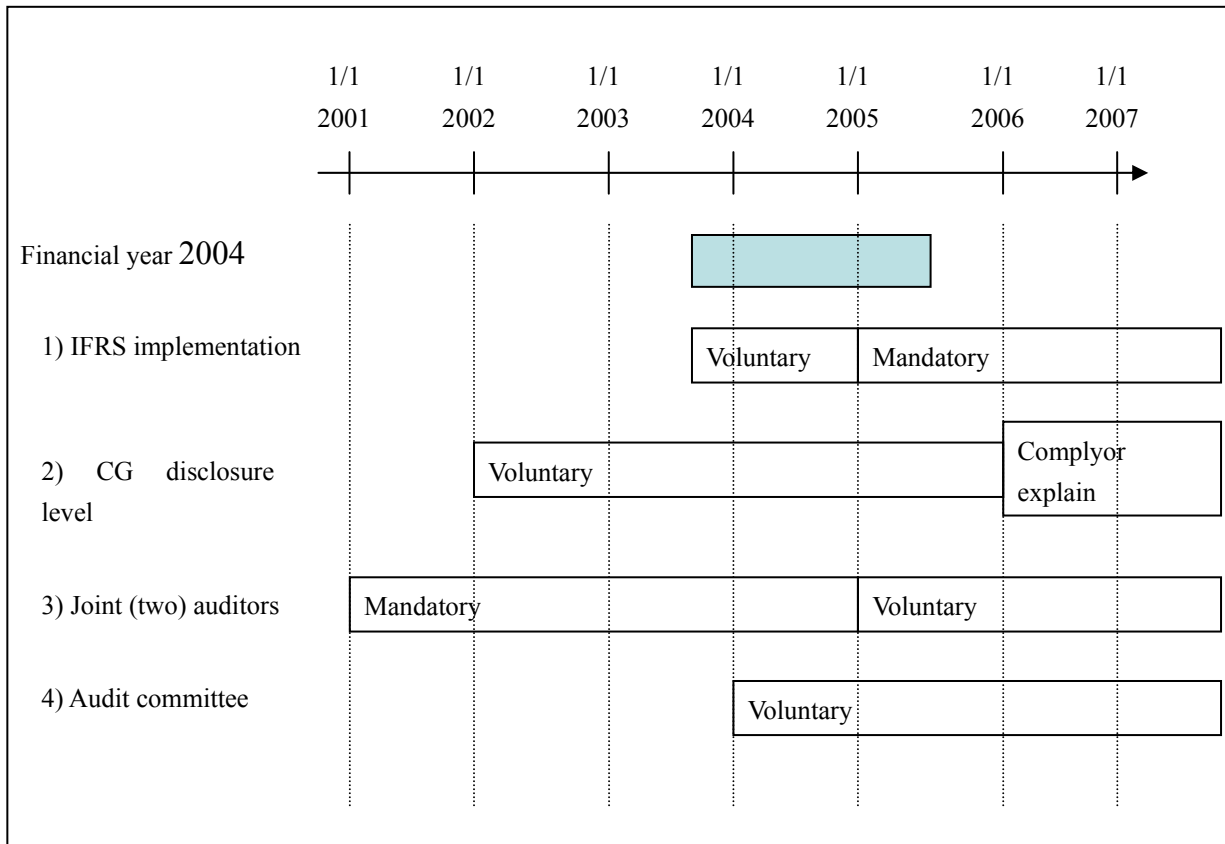 1/1 1/1 1/1 1/1 1/1 1/1 1/1
2001 2002 2003 2004 2005 2006 2007
Financial year 2004
1) IFRS implementation
Voluntary
Mandatory
2) CG disclosure
level
Voluntary
Complyor
explain
3) Joint (two) auditors
Mandatory
Voluntary
4) Audit committee
Voluntary